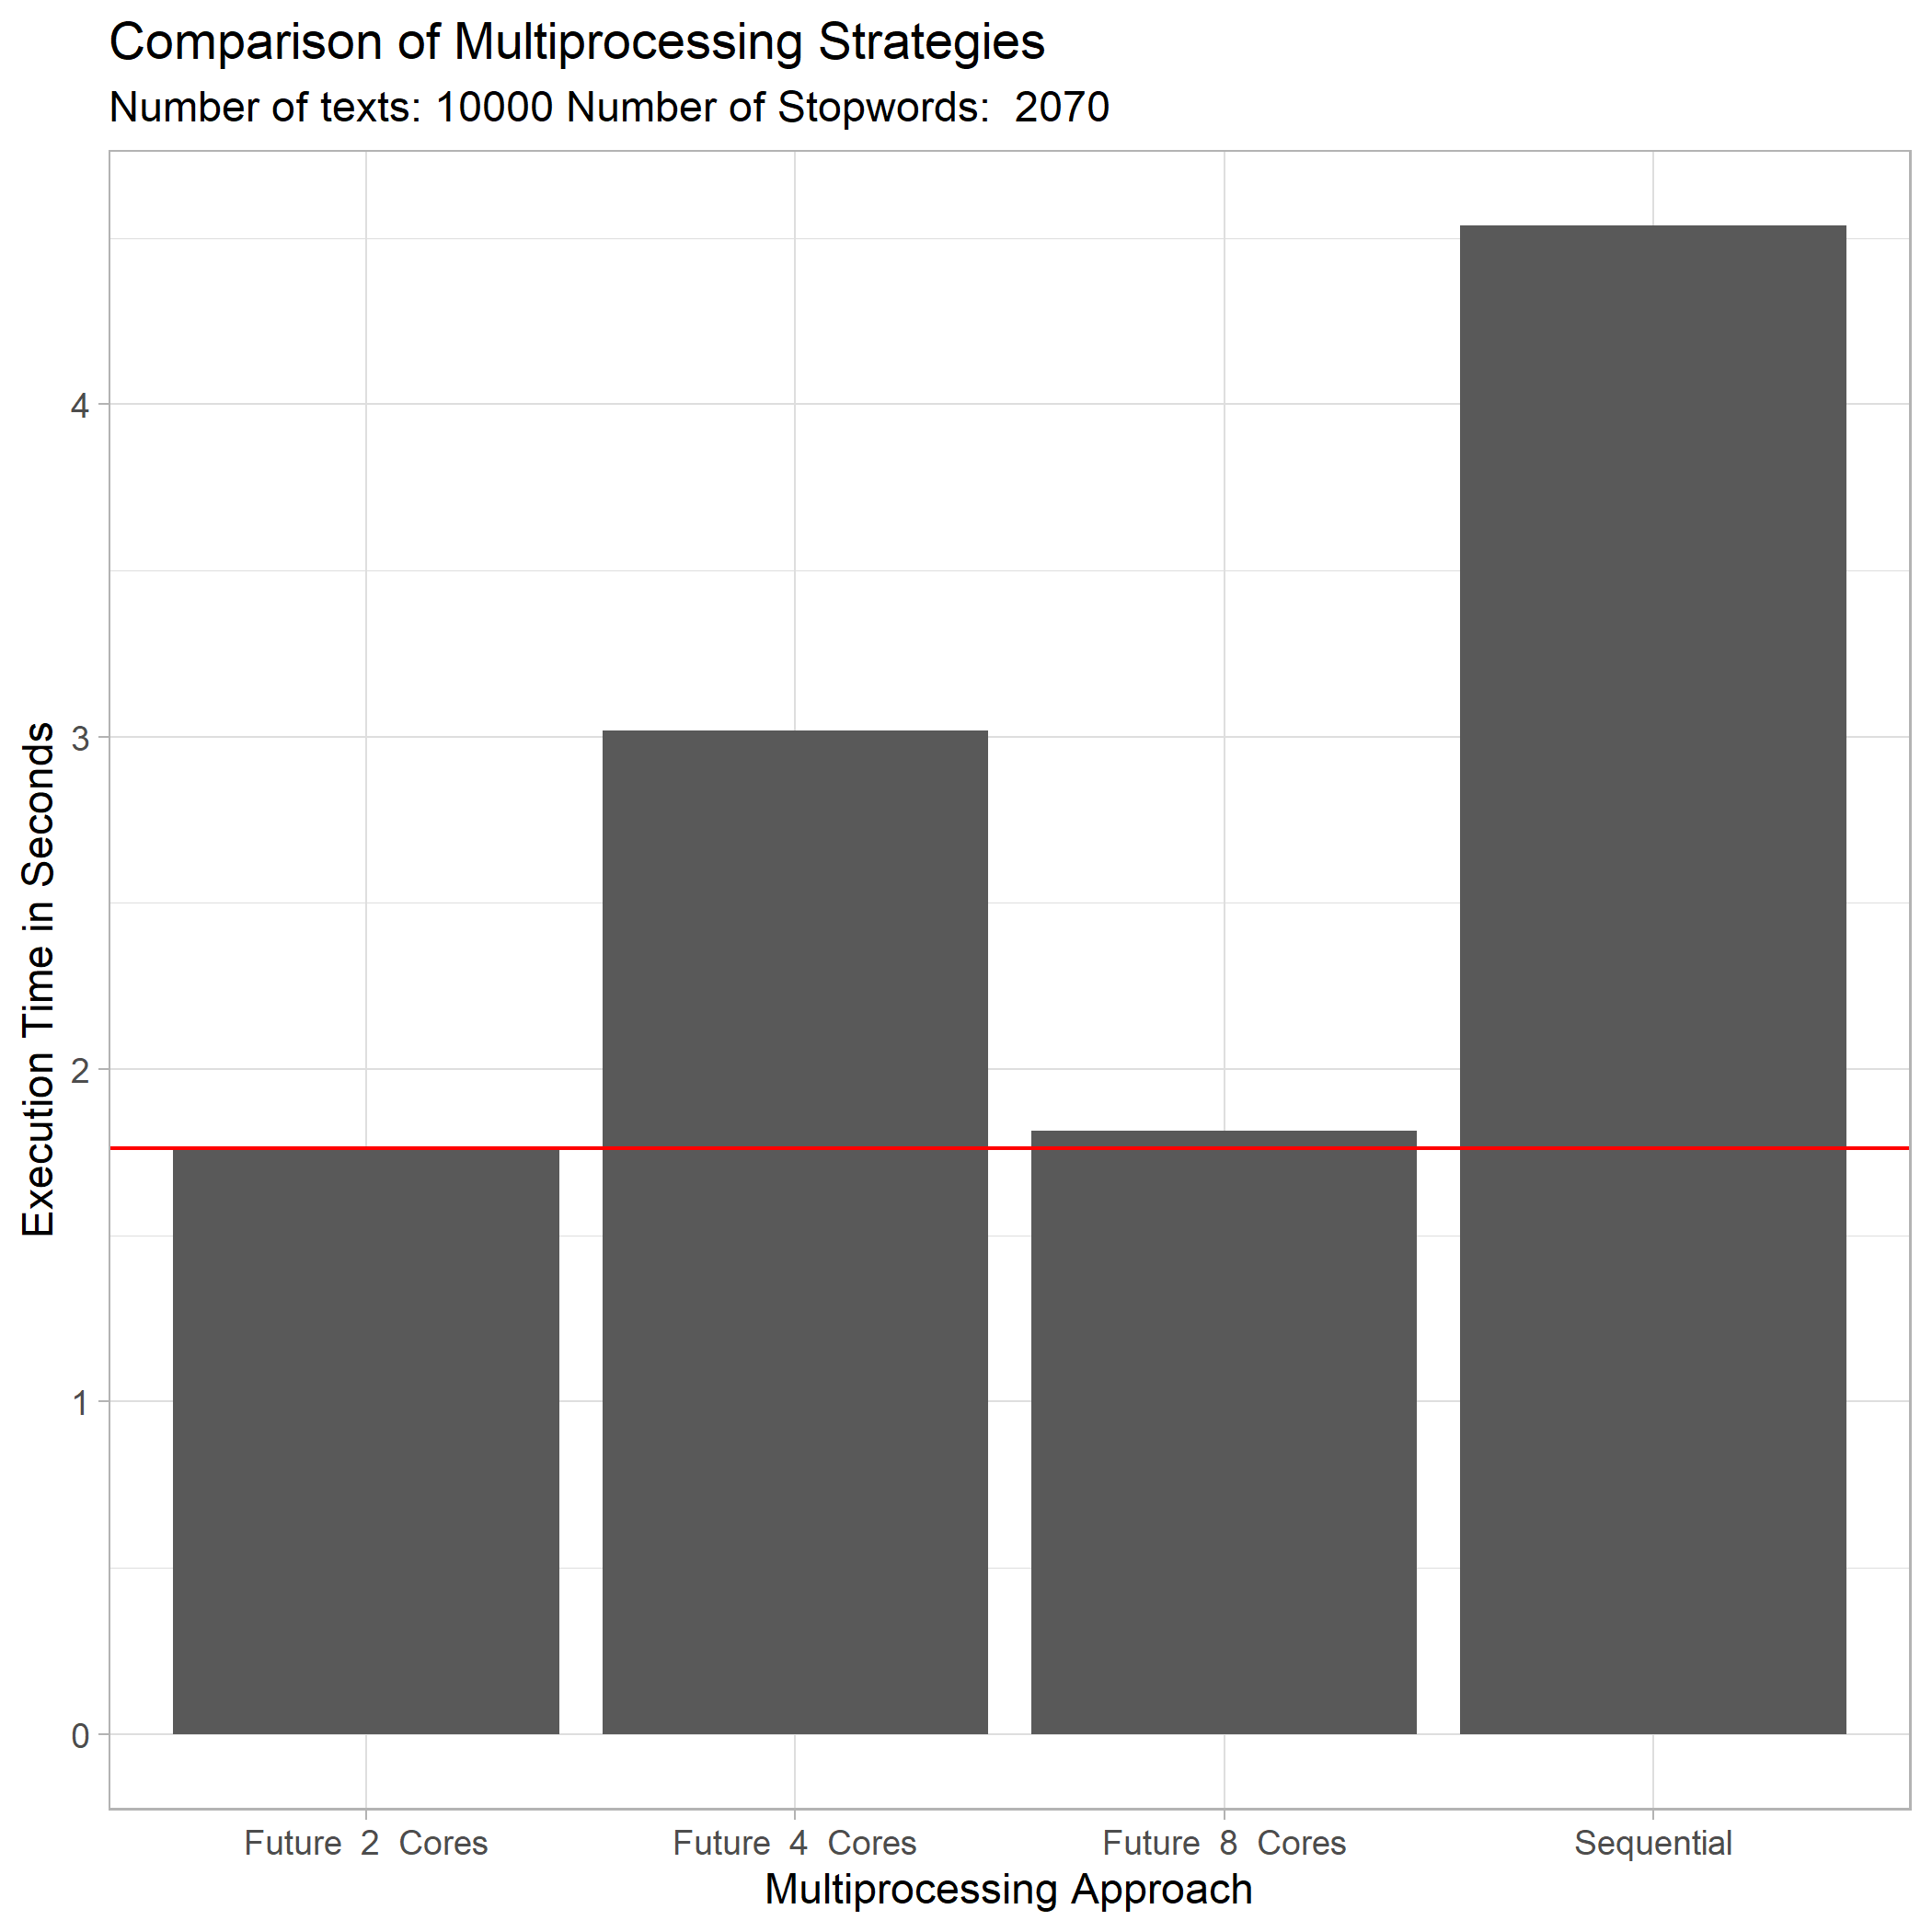 Comparison of Multiprocessing Strategies
Number of texts: 10000 Number of Stopwords:  2070
Execution Time in Seconds
4
3
2
1
0
Future  2  Cores
Future  4  Cores
Future  8  Cores
Sequential
Multiprocessing Approach